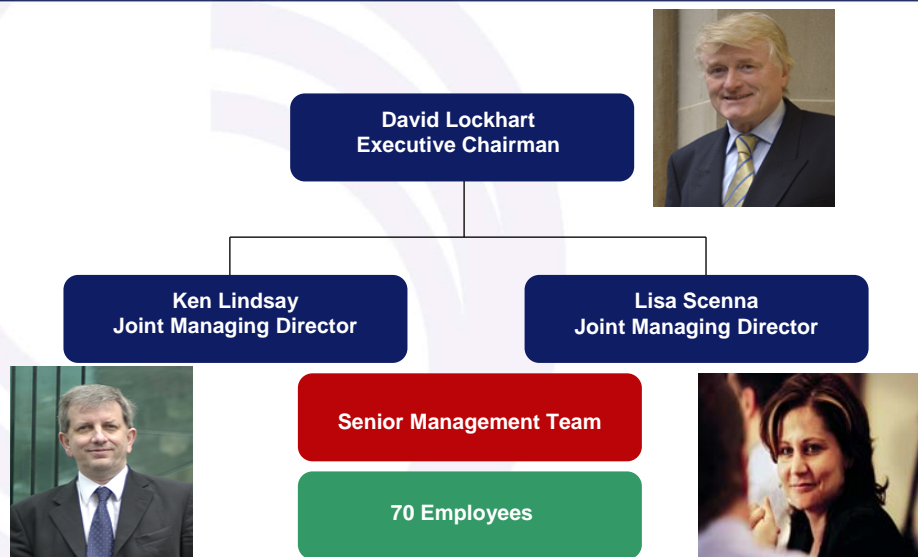 David Lockhart
Executive Chairman
Ken Lindsay
Joint Managing Director
Lisa Scenna
Joint Managing Director
Senior Management Team
70 Employees